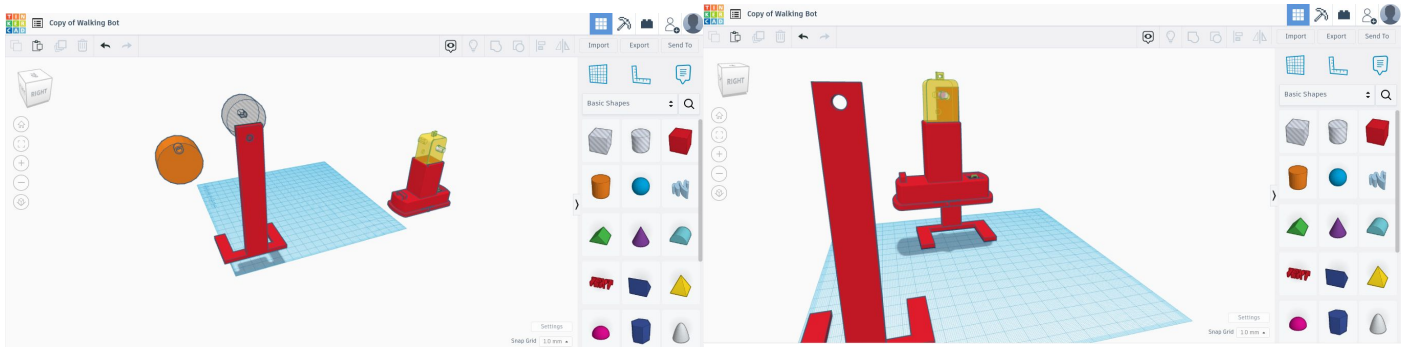 TIN
KER
CAD
Copy of Walking Bot
Import Export Send To
RIGHT
Basic Shapes
TEXT
Settings
Snap Grid 1.0 mm
TIN
KER
CAD
Copy of Walking Bot
Import Export Send To
RIGHT
Basic Shapes
TEXT
Settings
Snap Grid 1.0 mm